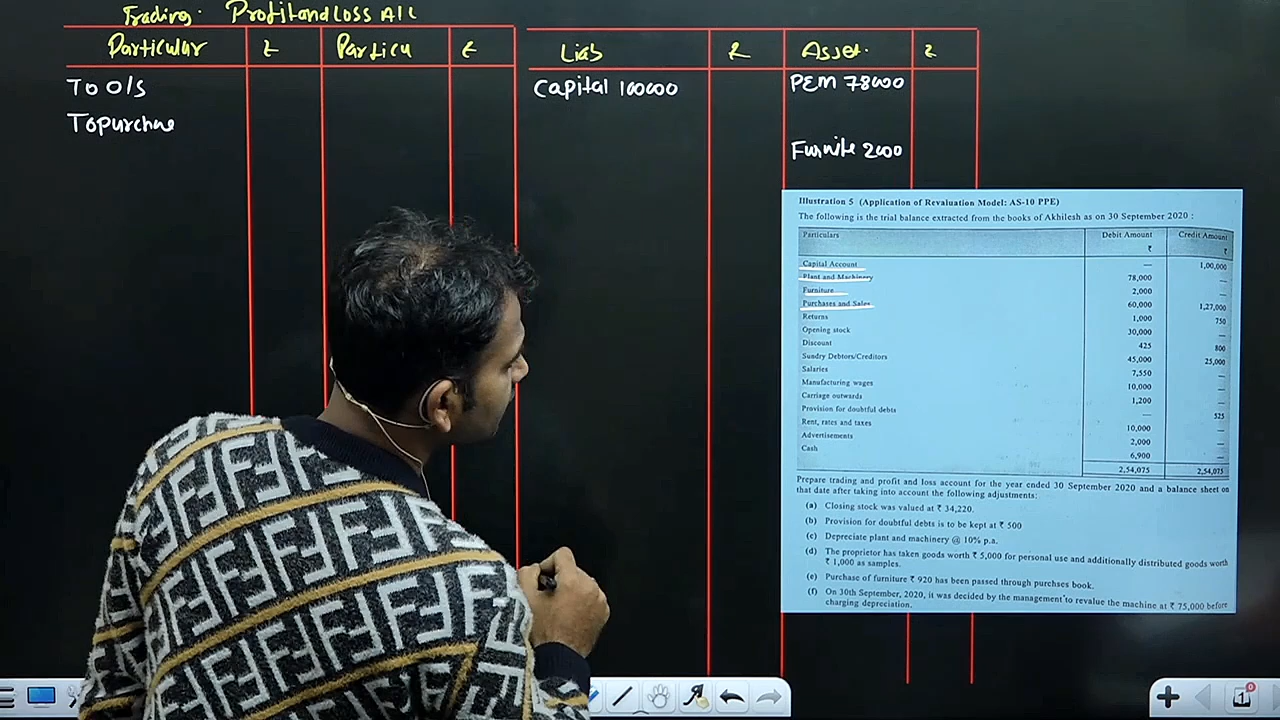 Trading. Profit and Loss A/c
Particular ₹ Particu ₹
To O/S
To purchae
Liab ₹ Asset. ₹
Capital 100000 PEM 78000
Furnite 2000
Illustration 5 (Application of Revaluation Model: AS-10 PPE)
The following is the trial balance extracted from the books of Akhilesh as on 30 September 2020 :
Particulars Debit Amount Credit Amount
₹ ₹
Capital Account — 1,00,000
Plant and Machinery 78,000 —
Furniture 2,000 —
Purchases and Sales 60,000 1,27,000
Returns 1,000 750
Opening stock 30,000 —
Discount 425 800
Sundry Debtors/Creditors 45,000 25,000
Salaries 7,550 —
Manufacturing wages 10,000 —
Carriage outwards 1,200 —
Provision for doubtful debts — 525
Rent, rates and taxes 10,000 —
Advertisements 2,000 —
Cash 6,900 —
2,54,075 2,54,075
Prepare trading and profit and loss account for the year ended 30 September 2020 and a balance sheet on
that date after taking into account the following adjustments:
(a) Closing stock was valued at ₹ 34,220.
(b) Provision for doubtful debts is to be kept at ₹ 500
(c) Depreciate plant and machinery @ 10% p.a.
(d) The proprietor has taken goods worth ₹ 5,000 for personal use and additionally distributed goods worth
₹ 1,000 as samples.
(e) Purchase of furniture ₹ 920 has been passed through purchses book.
(f) On 30th September, 2020, it was decided by the management to revalue the machine at ₹ 75,000 before
charging depreciation.
1
0